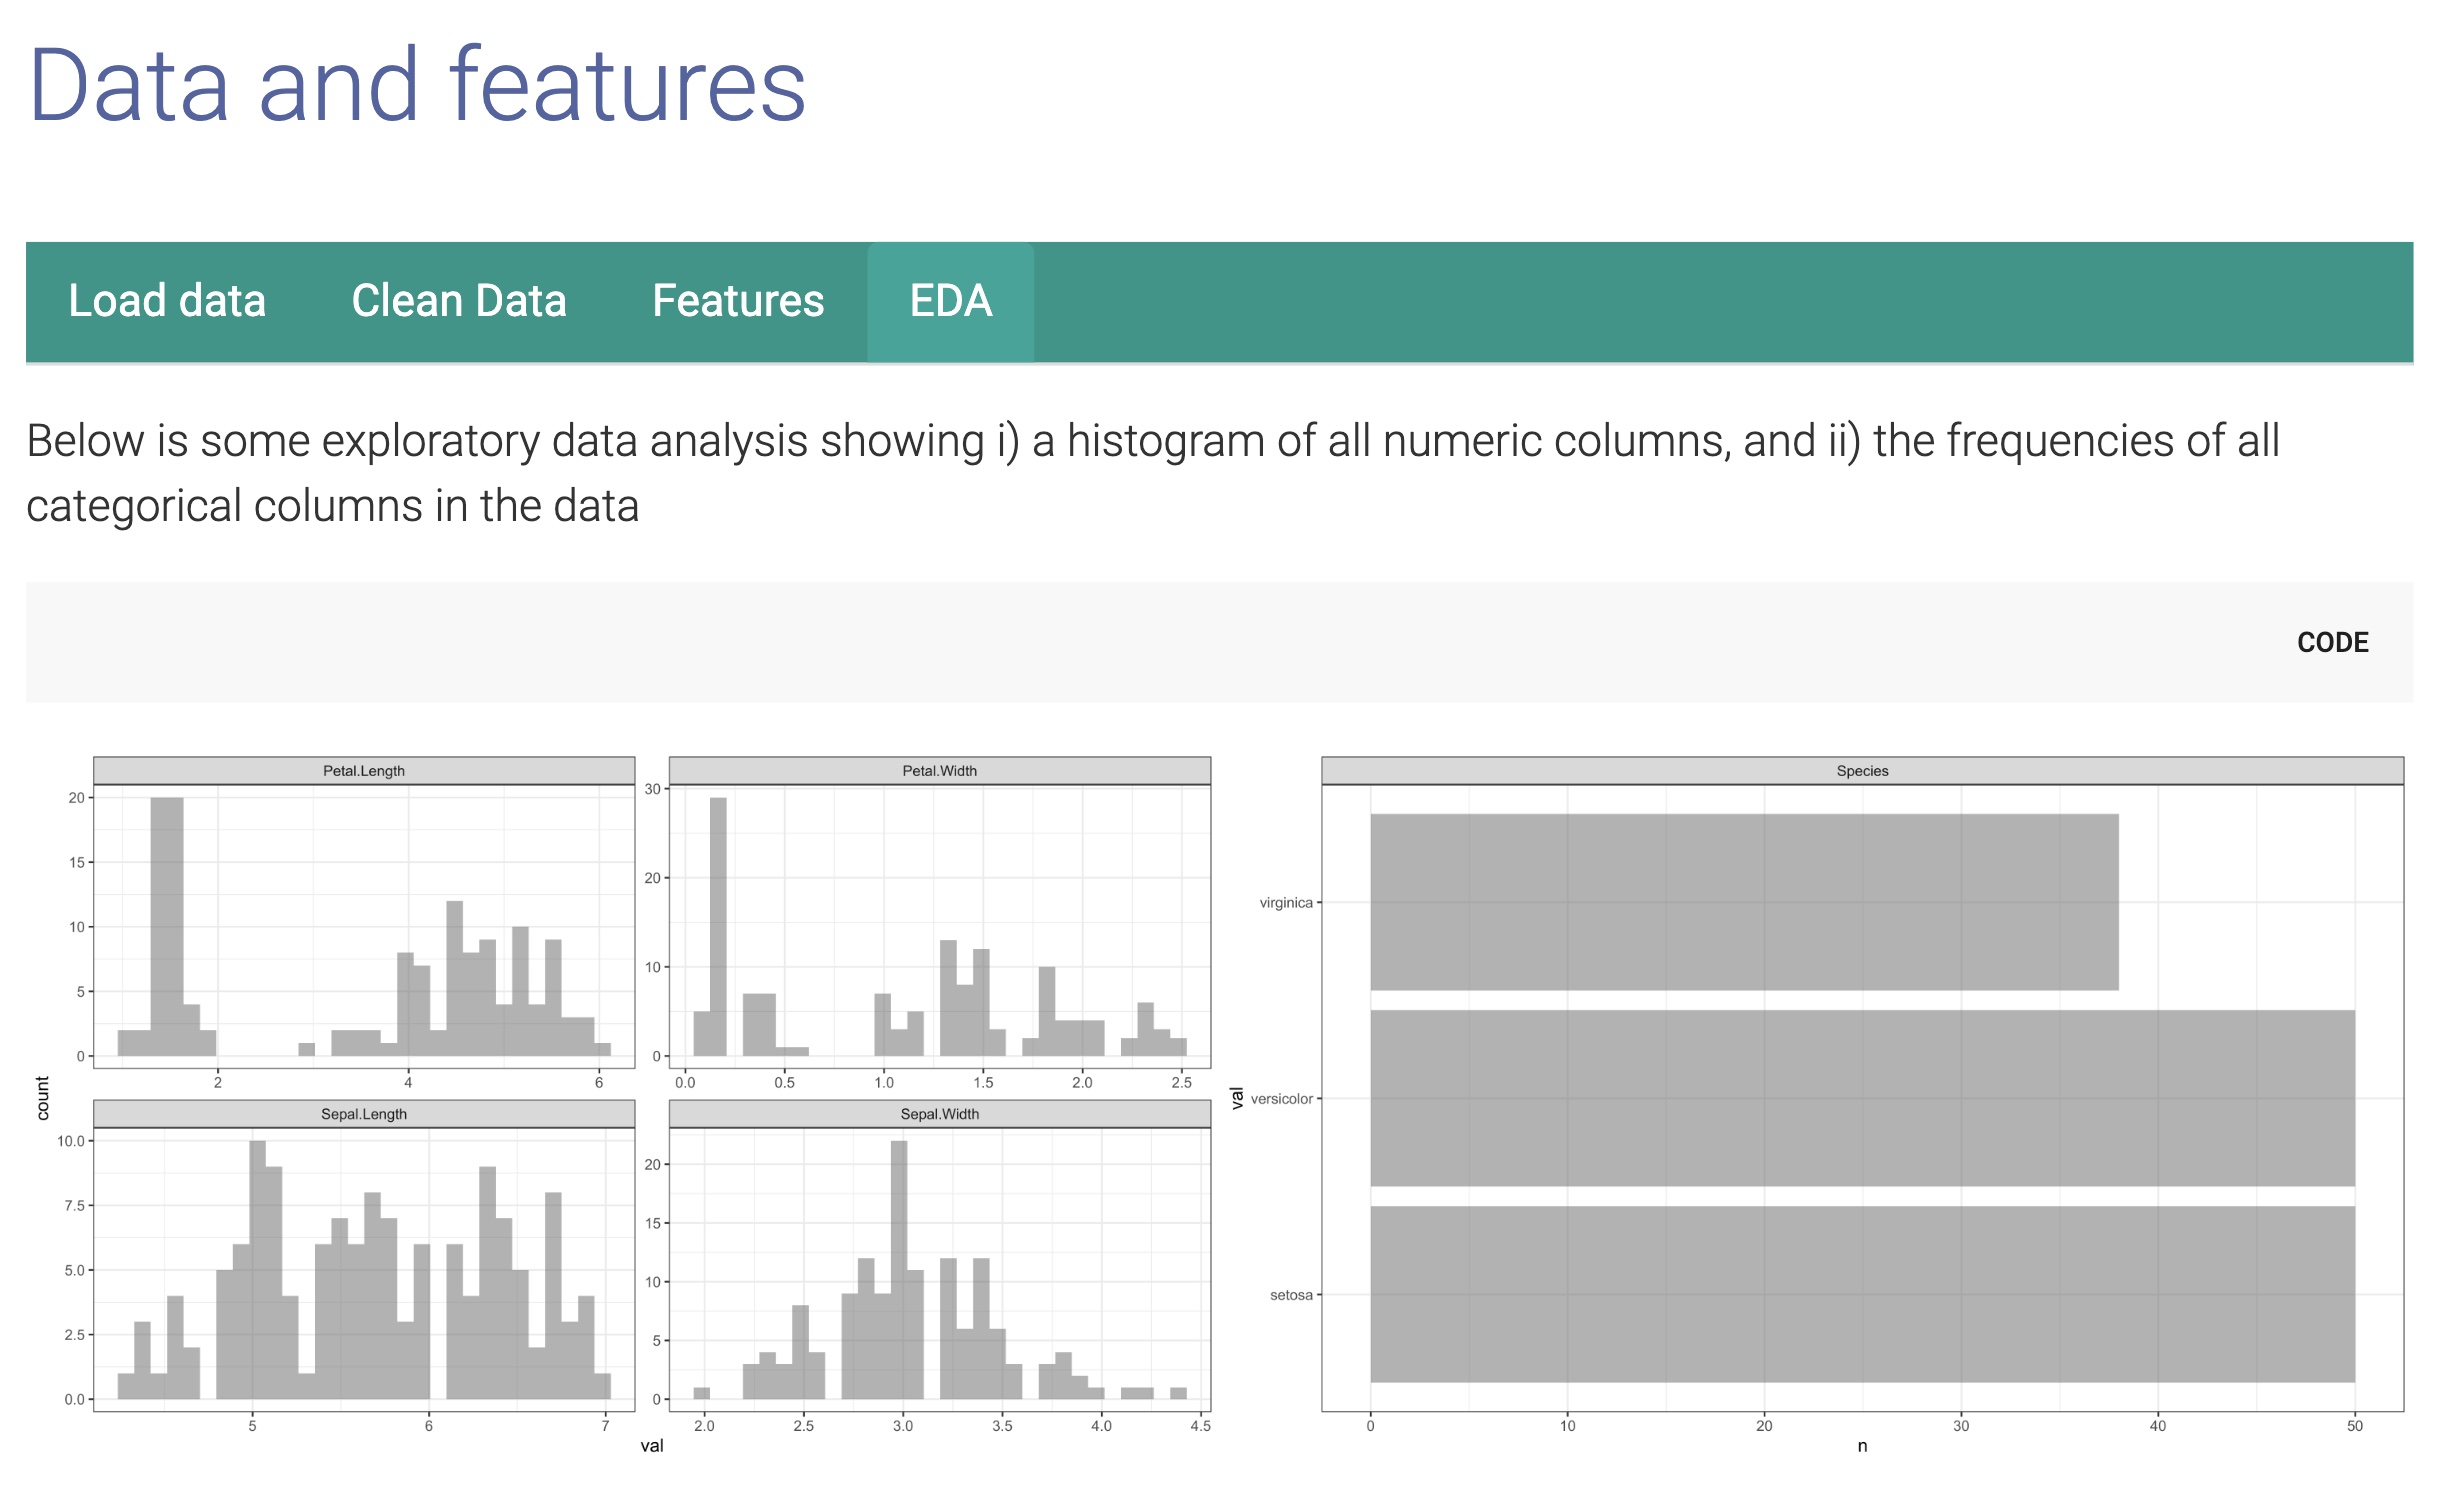 Data and features
Load data Clean Data Features EDA
Below is some exploratory data analysis showing i) a histogram of all numeric columns, and ii) the frequencies of all
categorical columns in the data
CODE
Petal.Length
20
15
10
5
0
2 4 6
Petal.Width
30
20
10
0
0.0 0.5 1.0 1.5 2.0 2.5
Sepal.Length
10.0
7.5
5.0
2.5
0.0
5 6 7
Sepal.Width
20
15
10
5
0
2.0 2.5 3.0 3.5 4.0 4.5
count
val
Species
virginica
versicolor
setosa
val
0 10 20 30 40 50
n